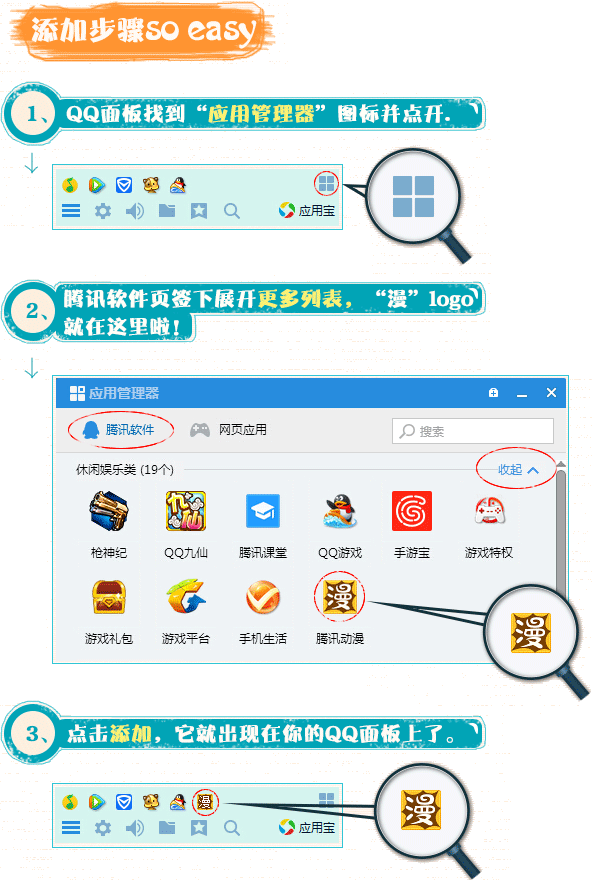 添加步骤so easy
1、
QQ面板找到“应用管理器”图标并点开.
应用宝
2、
腾讯软件页签下展开更多列表，“漫”logo
就在这里啦！
应用管理器
腾讯软件 网页应用 搜索
休闲娱乐类 (19个) 收起
枪神纪 QQ九仙 腾讯课堂 QQ游戏 手游宝 游戏特权
漫
漫
游戏礼包 游戏平台 手机生活 腾讯动漫
3、
点击添加，它就出现在你的QQ面板上了。
漫
漫
应用宝